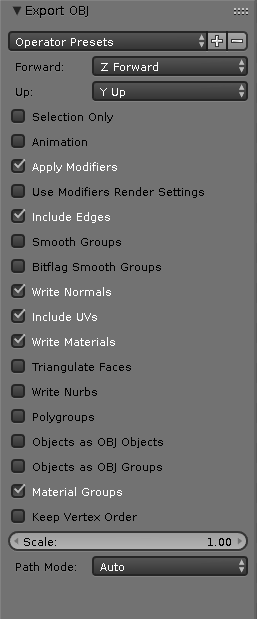 Export OBJ
Operator Presets
Forward: Z Forward
Up: Y Up
Selection Only
Animation
Apply Modifiers
Use Modifiers Render Settings
Include Edges
Smooth Groups
Bitflag Smooth Groups
Write Normals
Include UVs
Write Materials
Triangulate Faces
Write Nurbs
Polygroups
Objects as OBJ Objects
Objects as OBJ Groups
Material Groups
Keep Vertex Order
Scale: 1.00
Path Mode: Auto